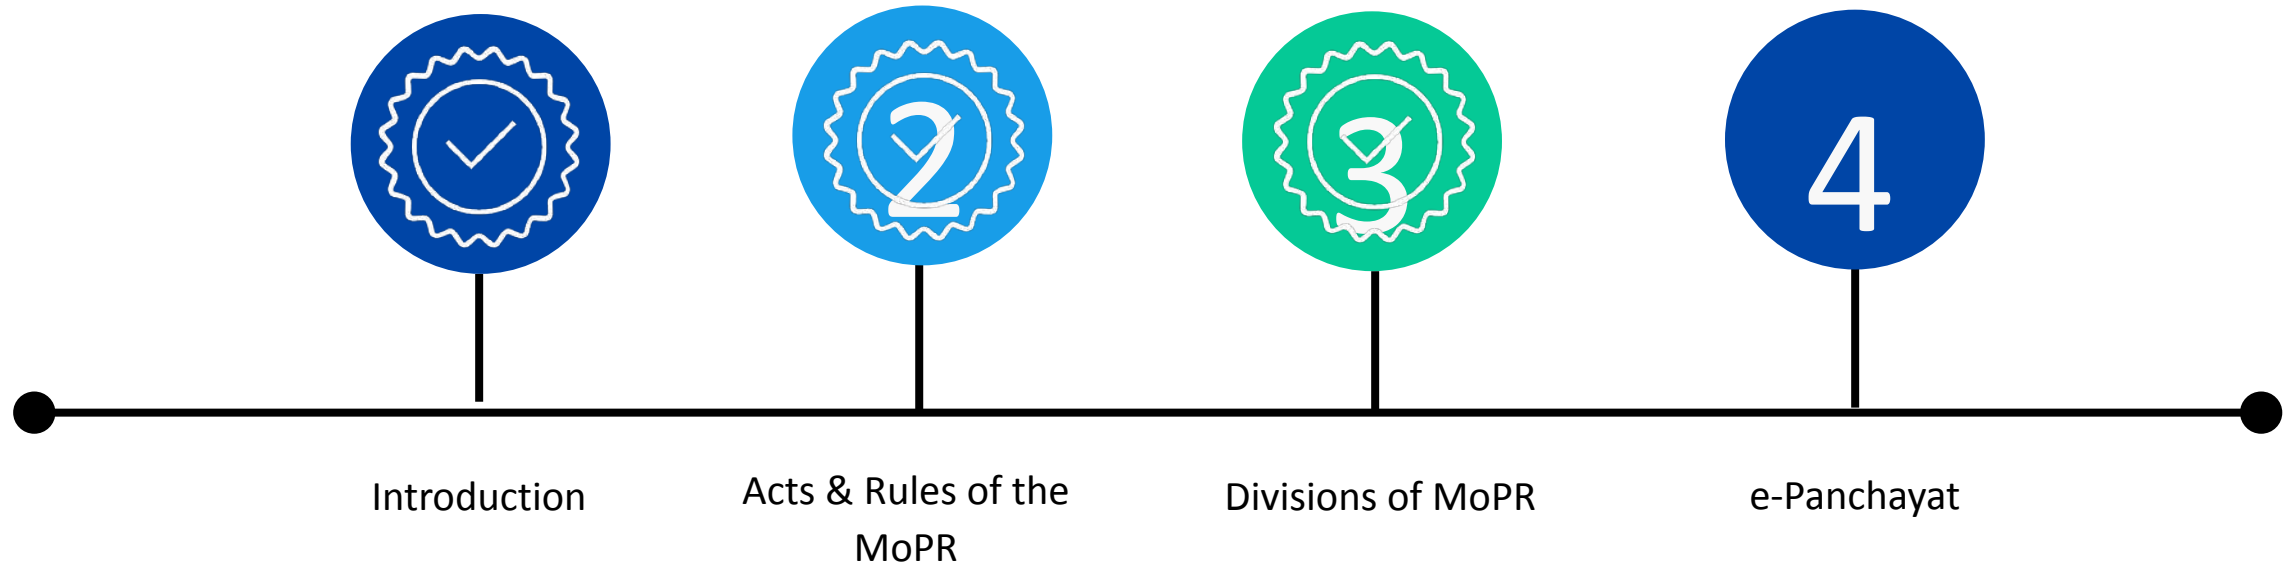 2
3
4
Introduction
Acts & Rules of the
MoPR
Divisions of MoPR
e-Panchayat